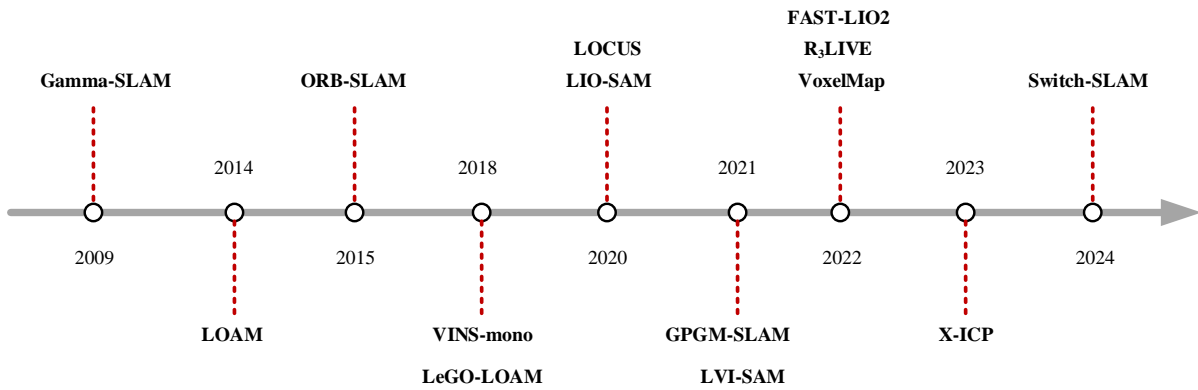 FAST-LIO2
LOCUS
R₃LIVE
Gamma-SLAM
ORB-SLAM
LIO-SAM
VoxelMap
Switch-SLAM
2014
2018
2021
2023
2009
2015
2020
2022
2024
LOAM
VINS-mono
GPGM-SLAM
X-ICP
LeGO-LOAM
LVI-SAM